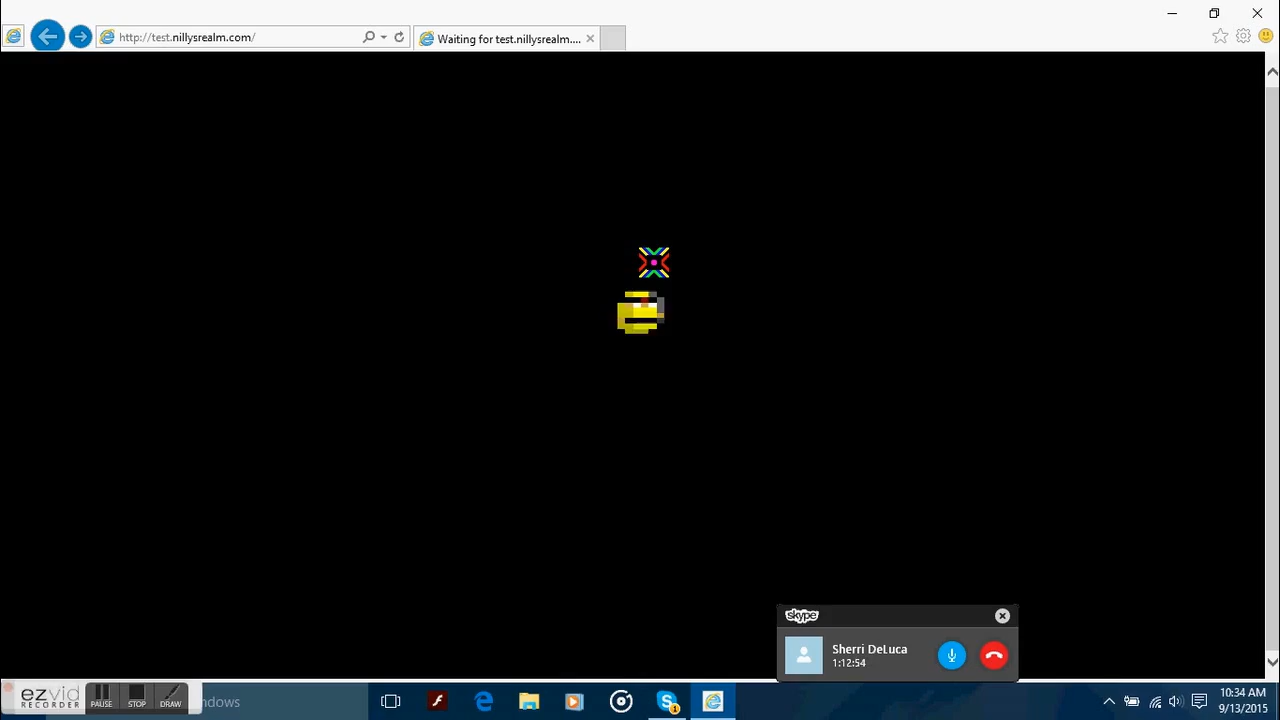 http://test.nillysrealm.com/
Waiting for test.nillysrealm....
skype
Sherri DeLuca
1:12:54
ezvid
RECORDER
PAUSE
STOP
DRAW
ndows
1
10:34 AM
9/13/2015